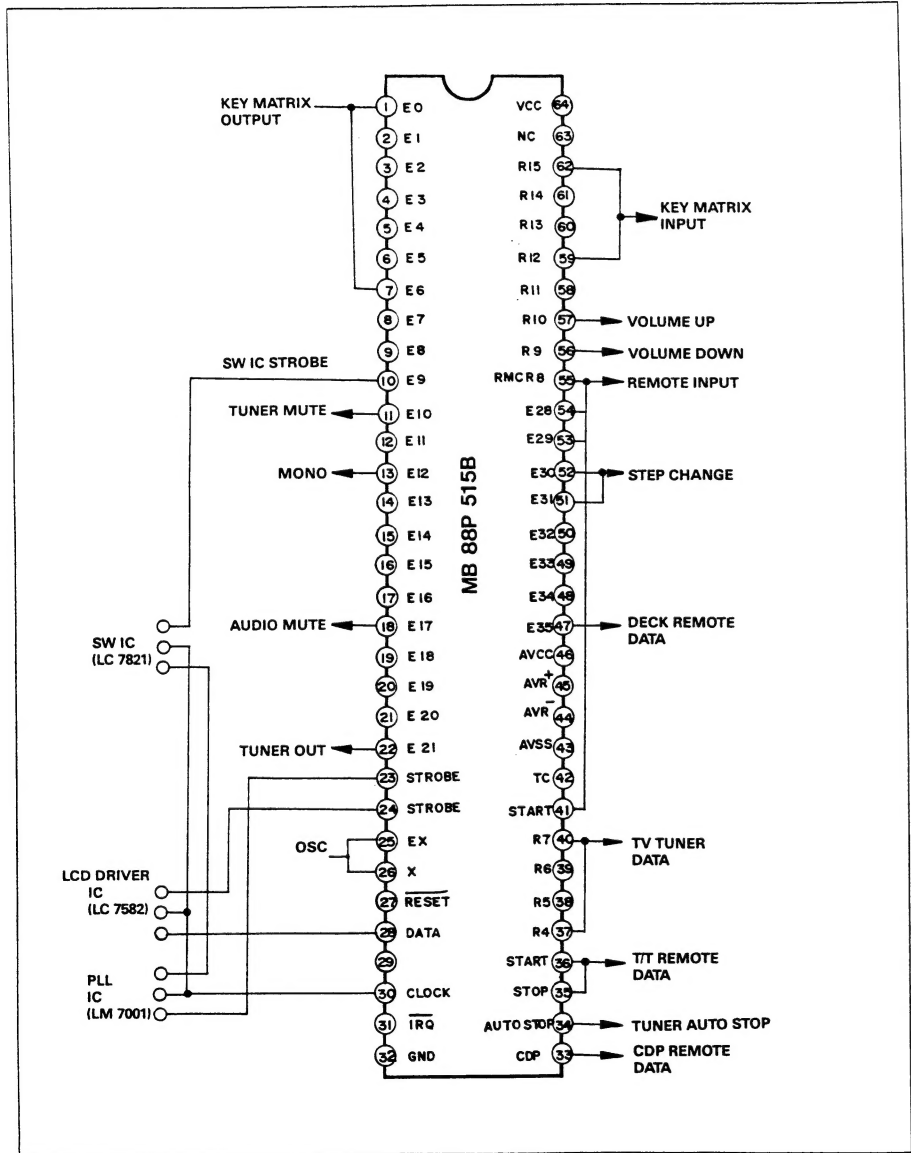 KEY MATRIX
OUTPUT
1 E0
2 E1
3 E2
4 E3
5 E4
6 E5
7 E6
8 E7
9 E8
SW IC STROBE
10 E9
TUNER MUTE
11 E10
12 E11
MONO
13 E12
14 E13
15 E14
16 E15
17 E16
AUDIO MUTE
18 E17
19 E18
20 E19
21 E 20
TUNER OUT
22 E 21
23 STROBE
24 STROBE
OSC
25 EX
26 X
27 RESET
28 DATA
29
30 CLOCK
31 IRQ
32 GND
SW IC
(LC 7821)
LCD DRIVER
IC
(LC 7582)
PLL
IC
(LM 7001)
MB 88P 515B
VCC 64
NC 63
R15 62
R14 61
R13 60
R12 59
KEY MATRIX
INPUT
R11 58
R10 57
VOLUME UP
R 9 56
VOLUME DOWN
RMCR8 55
REMOTE INPUT
E28 54
E29 53
E30 52
STEP CHANGE
E31 51
E32 50
E33 49
E34 48
E35 47
DECK REMOTE
DATA
AVCC 46
AVR+ 45
AVR- 44
AVSS 43
TC 42
START 41
R7 40
TV TUNER
DATA
R6 39
R5 38
R4 37
START 36
T/T REMOTE
DATA
STOP 35
AUTO STOP 34
TUNER AUTO STOP
CDP 33
CDP REMOTE
DATA